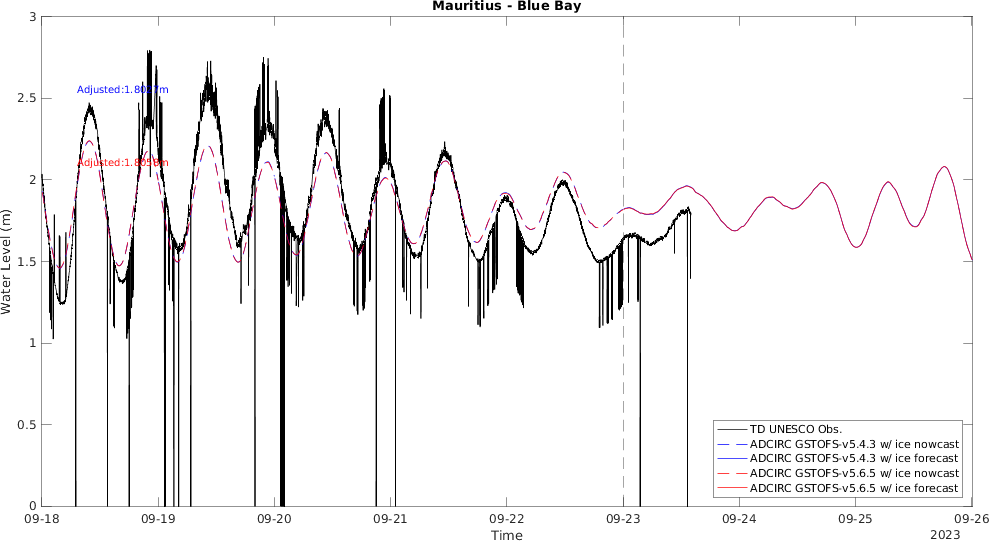 Mauritius - Blue Bay
3
2.5
2
1.5
1
0.5
0
Water Level (m)
Adjusted:
Adjusted:
09-18
09-19
09-20
09-21
09-22
09-23
09-24
09-25
09-26
Time
2023
TD UNESCO Obs.
ADCIRC GSTOFS-v5.4.3 w/ ice nowcast
ADCIRC GSTOFS-v5.4.3 w/ ice forecast
ADCIRC GSTOFS-v5.6.5 w/ ice nowcast
ADCIRC GSTOFS-v5.6.5 w/ ice forecast